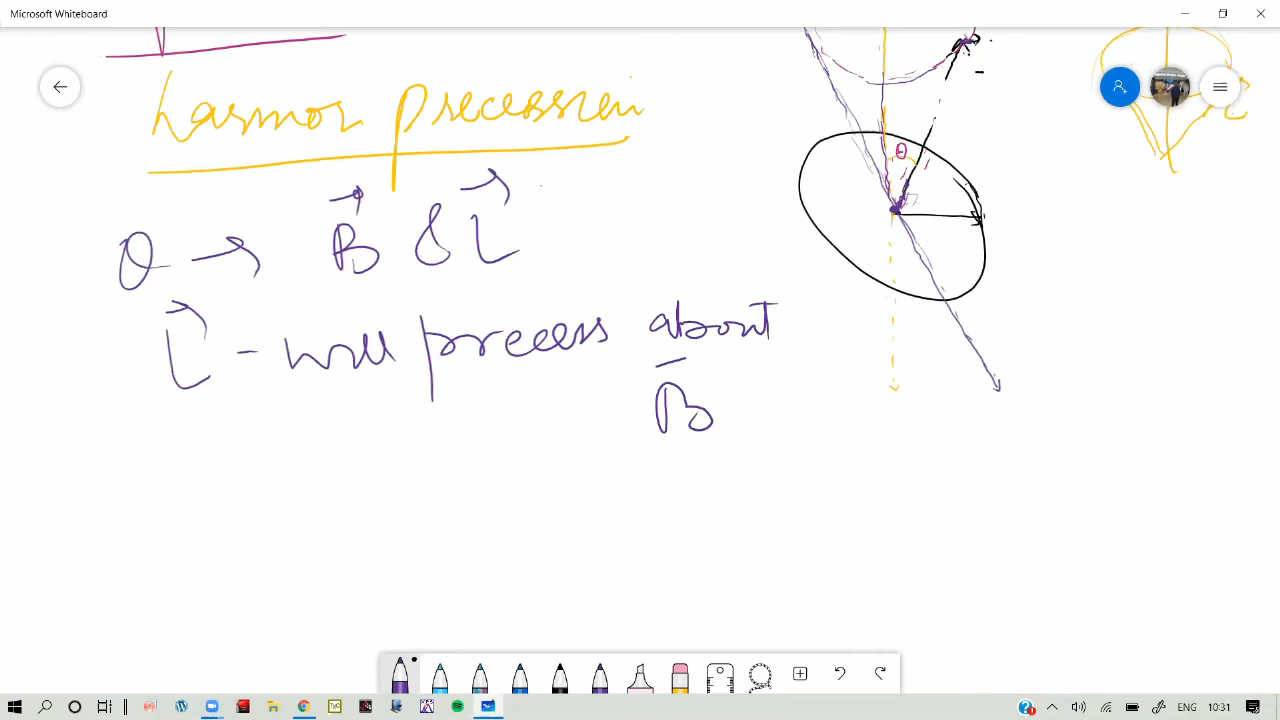 Microsoft Whiteboard
Larmor precession
θ
θ → B & L
L - will precess about
B
L
ENG 10:31